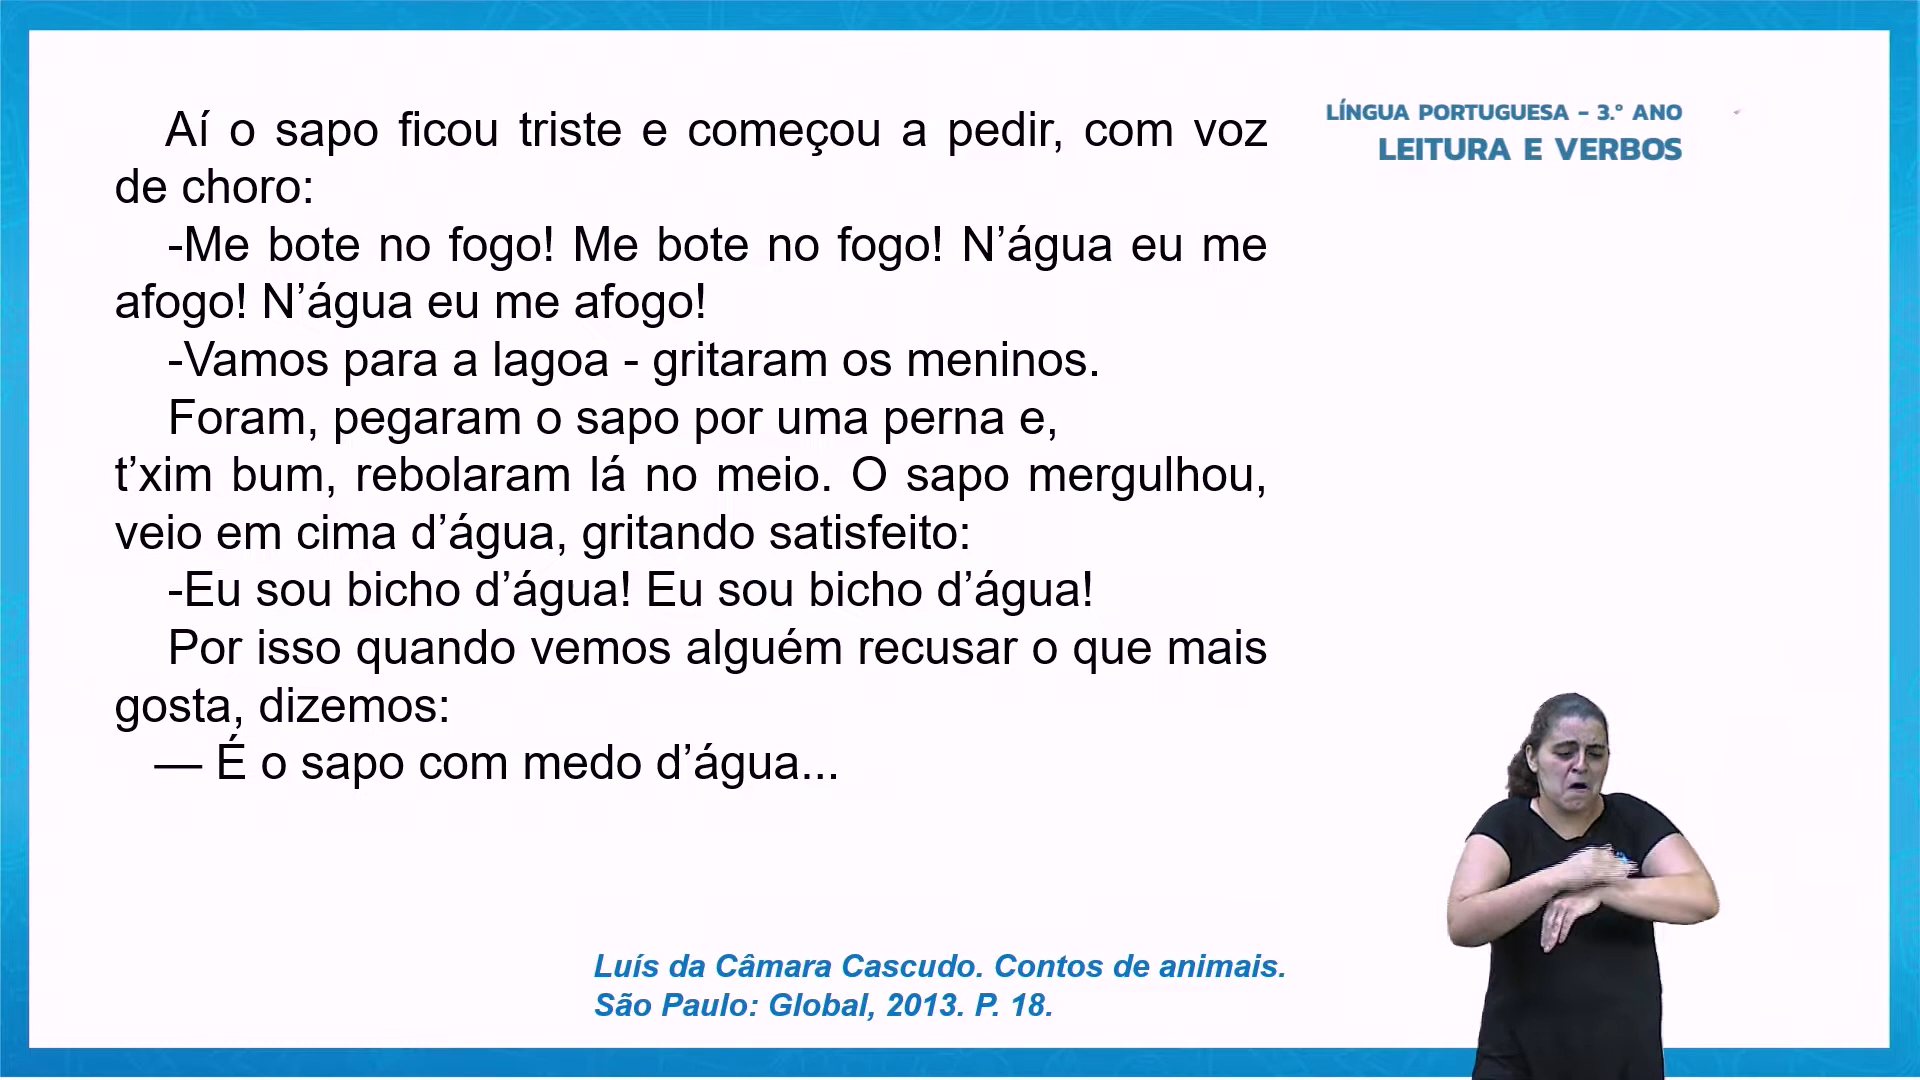 Aí o sapo ficou triste e começou a pedir, com voz
de choro:
-Me bote no fogo! Me bote no fogo! N’água eu me
afogo! N’água eu me afogo!
-Vamos para a lagoa - gritaram os meninos.
Foram, pegaram o sapo por uma perna e,
t’xim bum, rebolaram lá no meio. O sapo mergulhou,
veio em cima d’água, gritando satisfeito:
-Eu sou bicho d’água! Eu sou bicho d’água!
Por isso quando vemos alguém recusar o que mais
gosta, dizemos:
— É o sapo com medo d’água...
LÍNGUA PORTUGUESA - 3.º ANO
LEITURA E VERBOS
Luís da Câmara Cascudo. Contos de animais.
São Paulo: Global, 2013. P. 18.